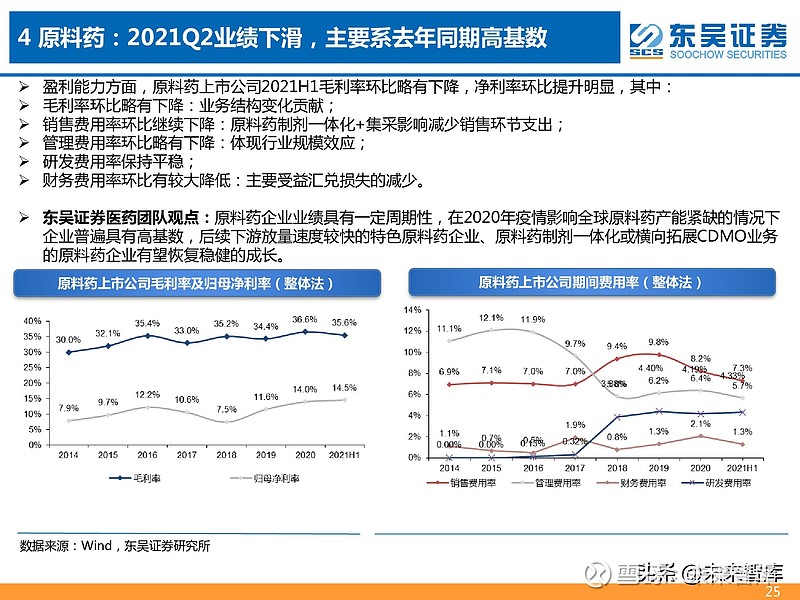 4 原料药：2021Q2业绩下滑，主要系去年同期高基数
东吴证券
SCS SOOCHOW SECURITIES
➢ 盈利能力方面，原料药上市公司2021H1毛利率环比略有下降，净利率环比提升明显，其中：
➢ 毛利率环比略有下降：业务结构变化贡献；
➢ 销售费用率环比继续下降：原料药制剂一体化+集采影响减少销售环节支出；
➢ 管理费用率环比略有下降：体现行业规模效应；
➢ 研发费用率保持平稳；
➢ 财务费用率环比有较大降低：主要受益汇兑损失的减少。
➢ 东吴证券医药团队观点：原料药企业业绩具有一定周期性，在2020年疫情影响全球原料药产能紧缺的情况下
企业普遍具有高基数，后续下游放量速度较快的特色原料药企业、原料药制剂一体化或横向拓展CDMO业务
的原料药企业有望恢复稳健的成长。
原料药上市公司毛利率及归母净利率（整体法）
40%
35%
30%
25%
20%
15%
10%
5%
0%
30.0% 32.1% 35.4% 33.0% 35.2% 34.4% 36.6% 35.6%
7.9% 9.7% 12.2% 10.6% 7.5% 11.6% 14.0% 14.5%
2014 2015 2016 2017 2018 2019 2020 2021H1
毛利率 归母净利率
原料药上市公司期间费用率（整体法）
14%
12%
10%
8%
6%
4%
2%
0%
11.1% 12.1% 11.9% 9.7% 6.2% 6.4% 5.7%
6.9% 7.1% 7.0% 7.0% 9.4% 9.8% 8.2% 7.3%
4.40% 4.19% 4.33%
1.1% 0.7% 1.9% 0.8% 1.3% 2.1% 1.3%
0.00% 0.00% 0.15% 0.32%
2014 2015 2016 2017 2018 2019 2020 2021H1
销售费用率 管理费用率 财务费用率 研发费用率
数据来源：Wind，东吴证券研究所
头条 @未来智库
25